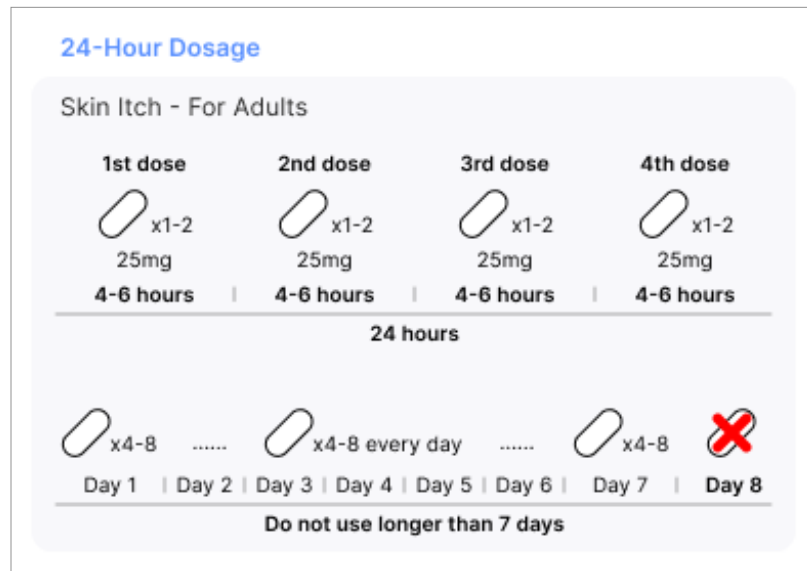 24-Hour Dosage
Skin Itch - For Adults
1st dose 2nd dose 3rd dose 4th dose
x1-2 x1-2 x1-2 x1-2
25mg 25mg 25mg 25mg
4-6 hours | 4-6 hours | 4-6 hours | 4-6 hours
24 hours
x4-8 ...... x4-8 every day ...... x4-8
Day 1 | Day 2 | Day 3 | Day 4 | Day 5 | Day 6 | Day 7 | Day 8
Do not use longer than 7 days